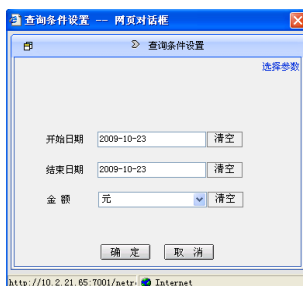 查询条件设置 -- 网页对话框
查询条件设置
选择参数
开始日期 2009-10-23 清空
结束日期 2009-10-23 清空
金 额 元 清空
确 定 取 消
http://10.2.21.65:7001/netr Internet